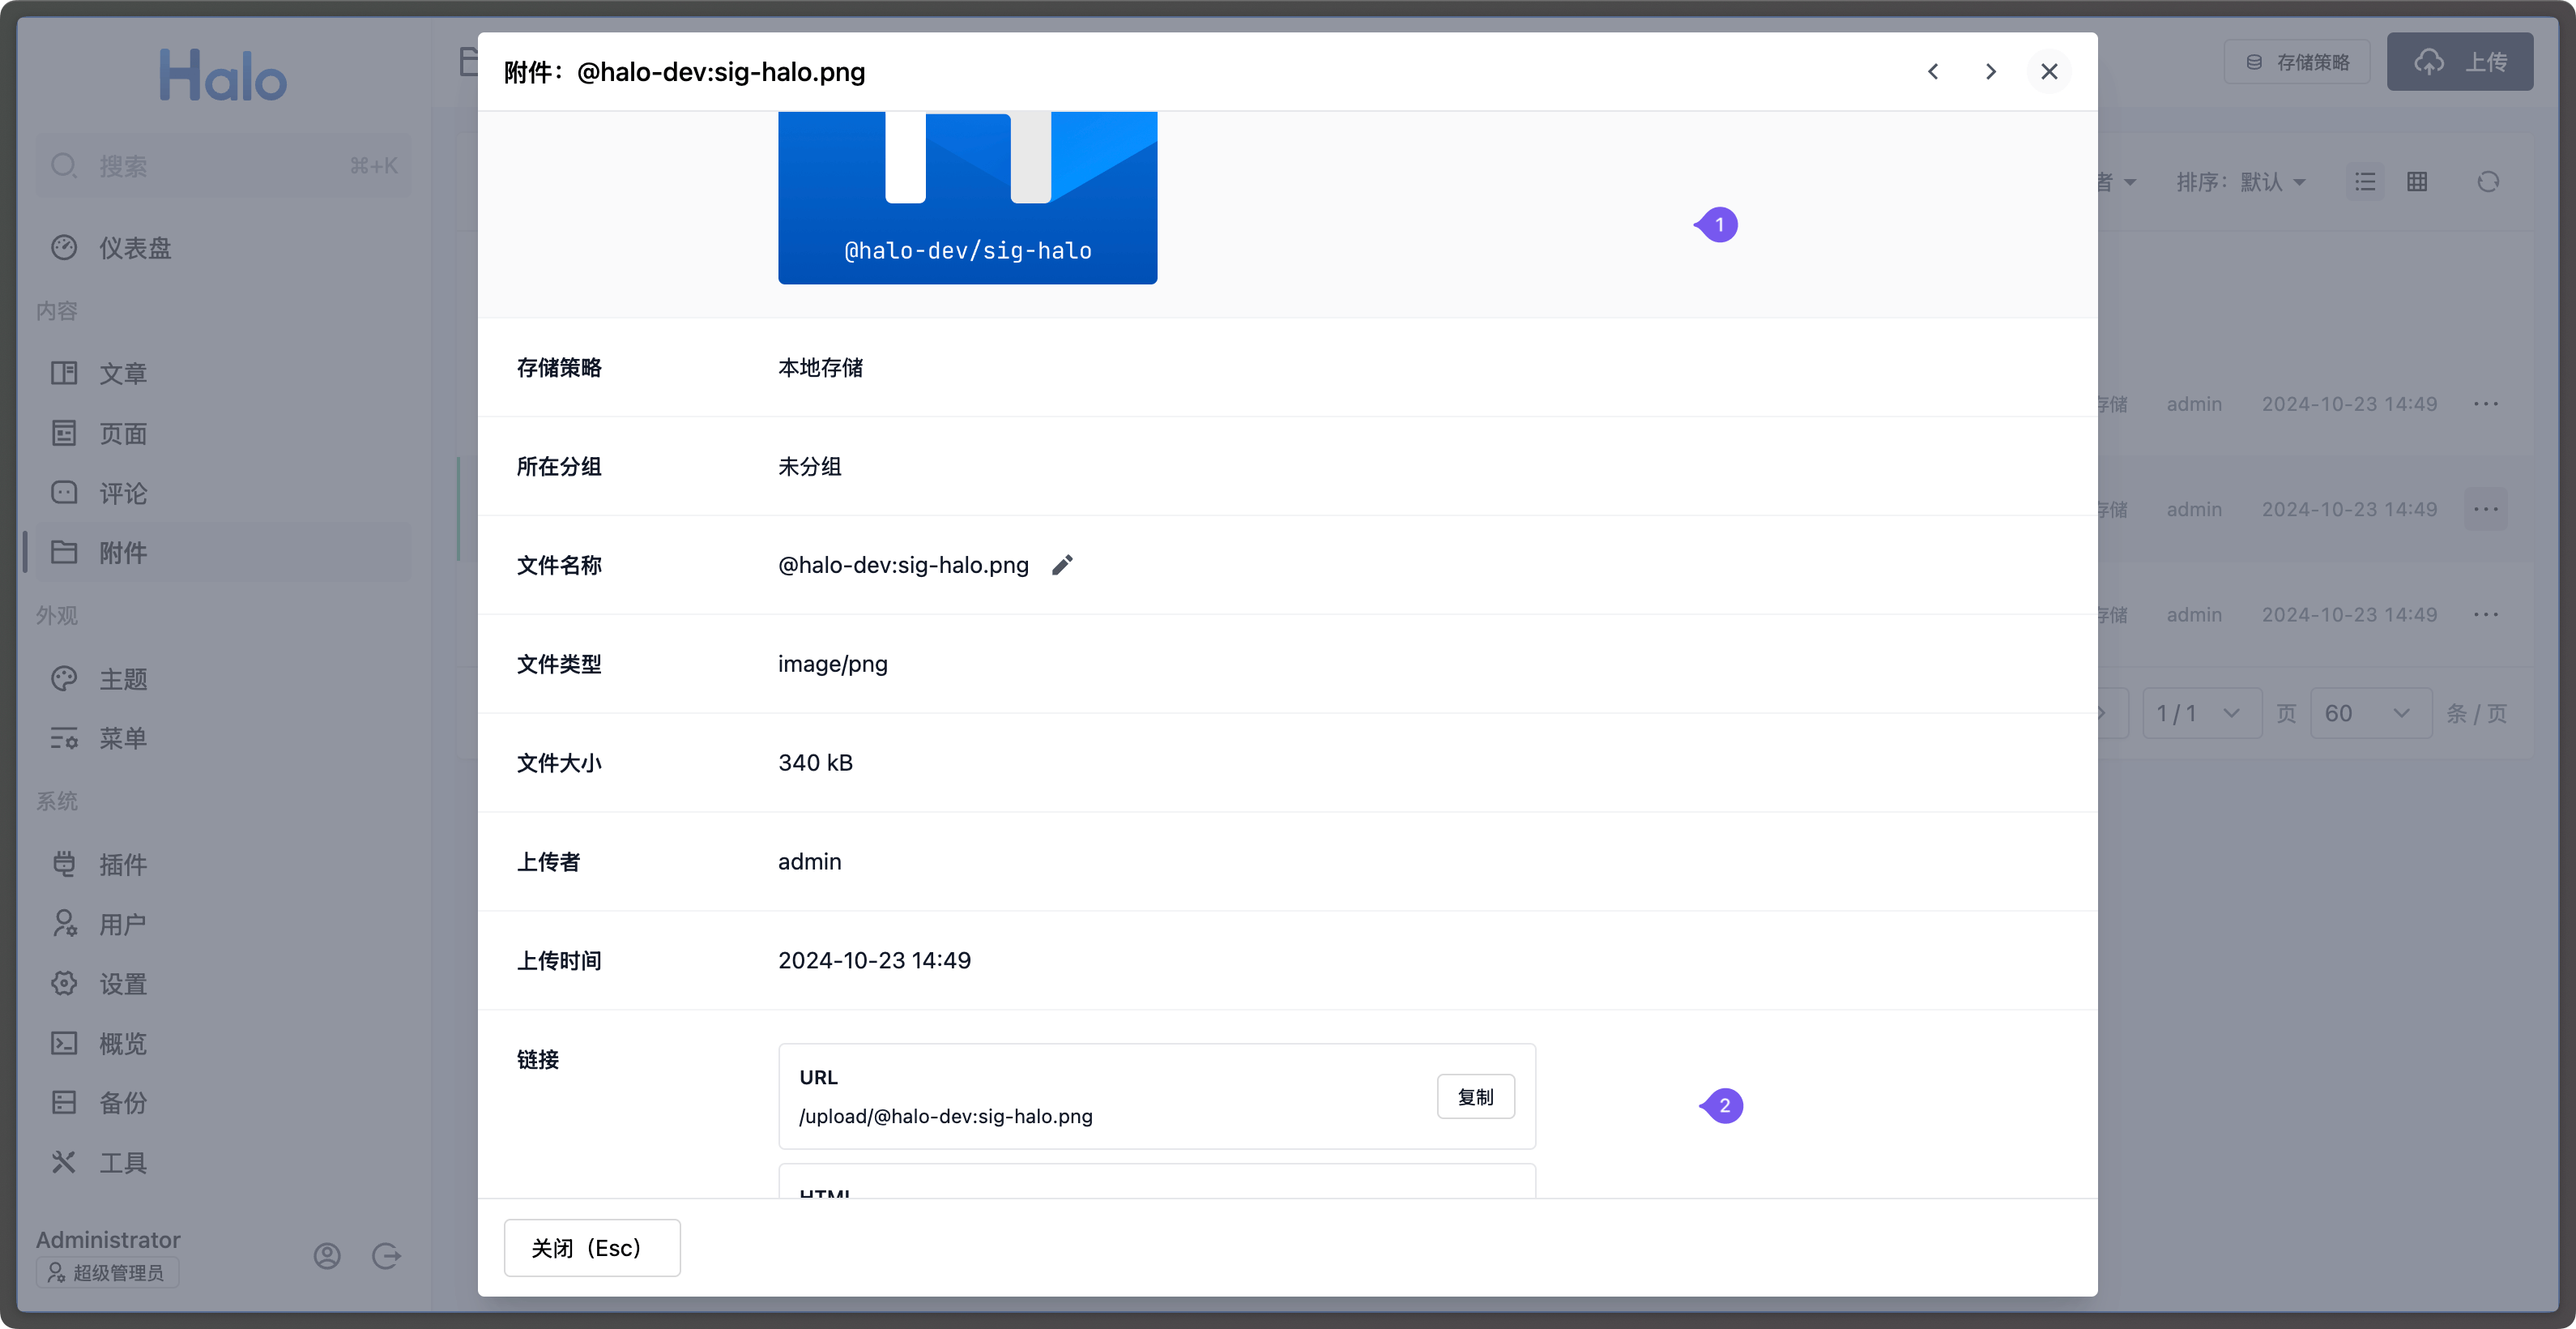 Halo
搜索 ⌘+K
仪表盘
内容
文章
页面
评论
附件
外观
主题
菜单
系统
插件
用户
设置
概览
备份
工具
Administrator
超级管理员
附件：@halo-dev:sig-halo.png
@halo-dev/sig-halo
1
存储策略 本地存储
所在分组 未分组
文件名称 @halo-dev:sig-halo.png
文件类型 image/png
文件大小 340 kB
上传者 admin
上传时间 2024-10-23 14:49
链接
URL
/upload/@halo-dev:sig-halo.png
复制
2
HTML
关闭（Esc）
存储策略
上传
者 排序：默认
存储 admin 2024-10-23 14:49
存储 admin 2024-10-23 14:49
存储 admin 2024-10-23 14:49
1 / 1 页 60 条 / 页